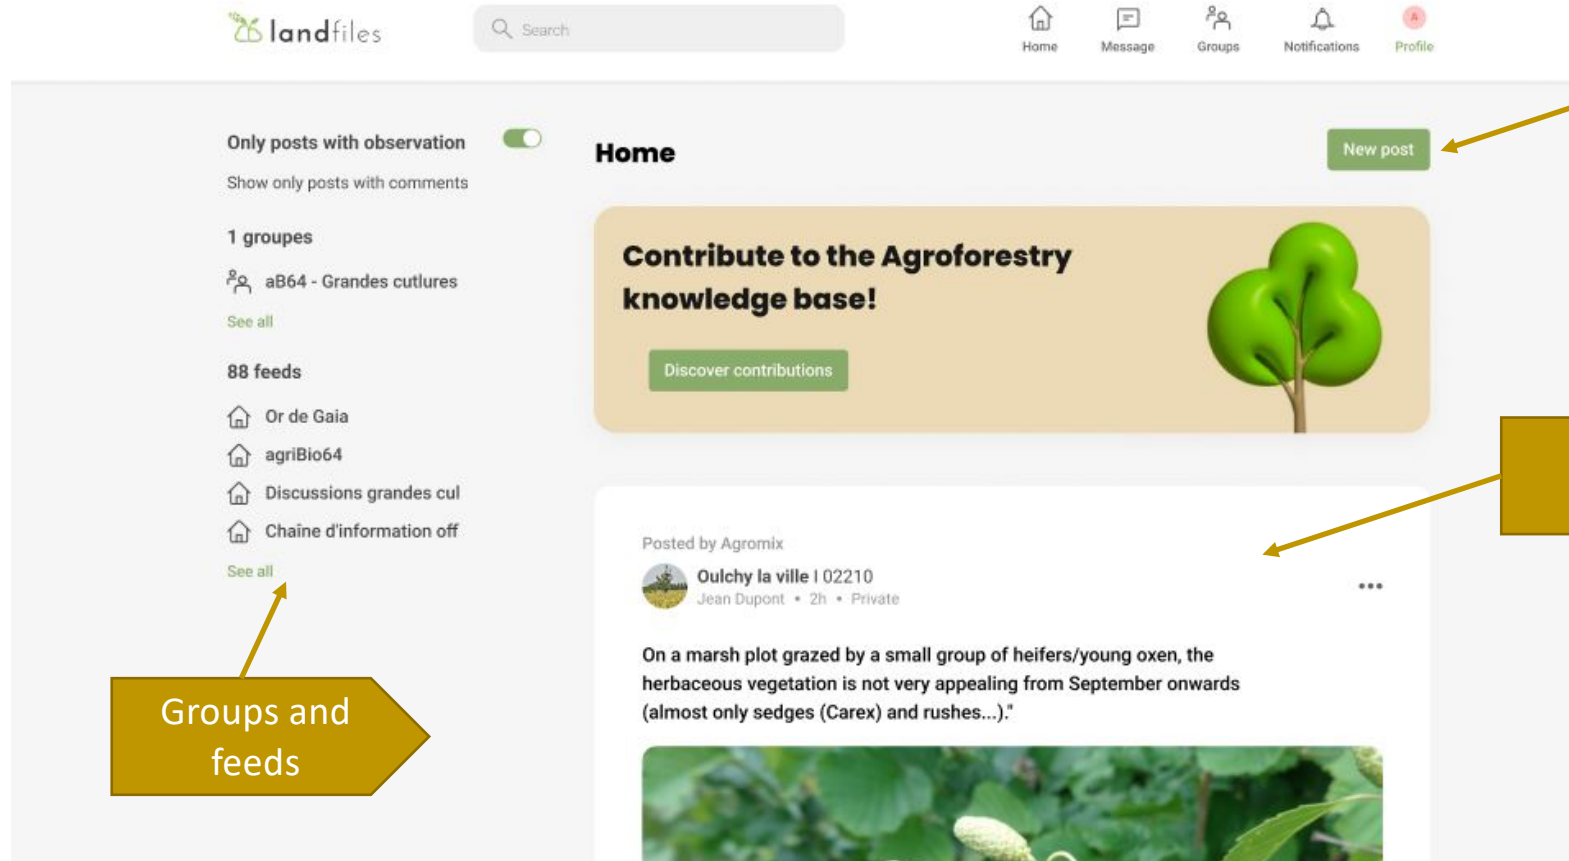 landfiles
Search
Home
Message
Groups
Notifications
A
Profile
Only posts with observation
Show only posts with comments
1 groupes
aB64 - Grandes cutlures
See all
88 feeds
Or de Gaia
agriBio64
Discussions grandes cul
Chaîne d'information off
See all
Groups and
feeds
Home
New post
Contribute to the Agroforestry
knowledge base!
Discover contributions
Posted by Agromix
Oulchy la ville I 02210
Jean Dupont • 2h • Private
On a marsh plot grazed by a small group of heifers/young oxen, the
herbaceous vegetation is not very appealing from September onwards
(almost only sedges (Carex) and rushes...)."